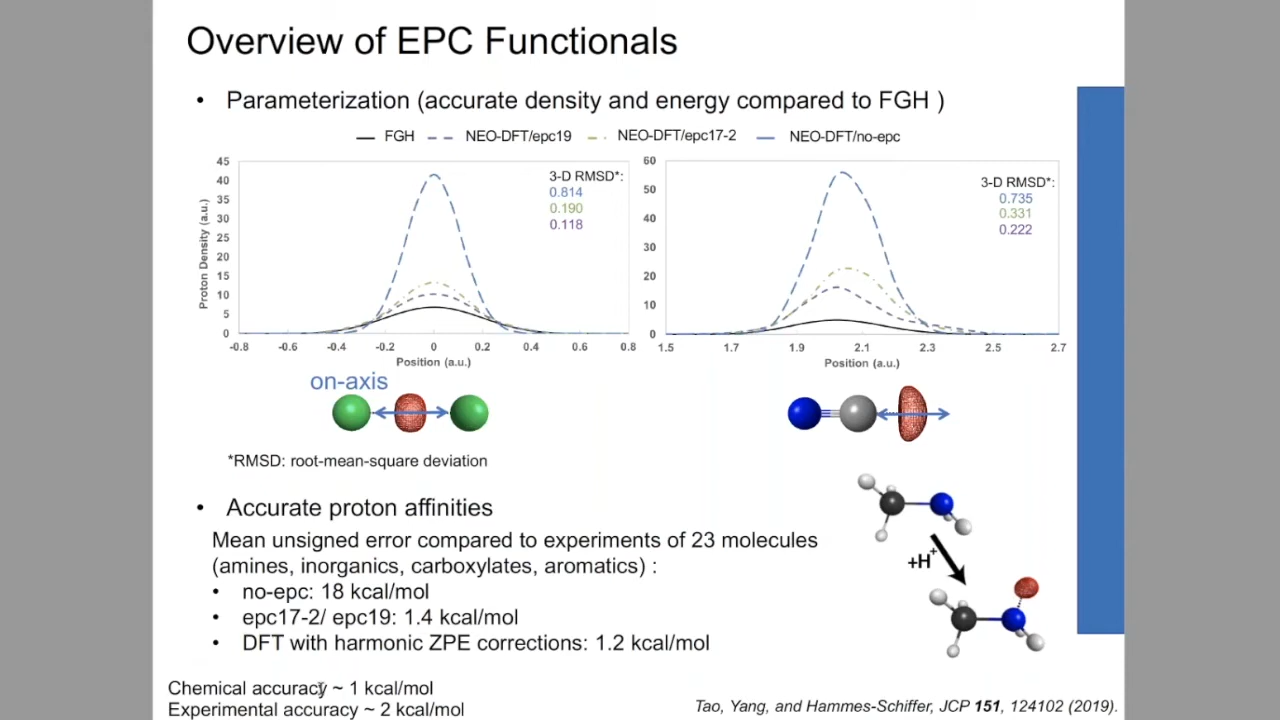 Overview of EPC Functionals
• Parameterization (accurate density and energy compared to FGH )
FGH NEO-DFT/epc19 NEO-DFT/epc17-2 NEO-DFT/no-epc
45
40
35
30
25
20
15
10
5
0
Proton Density (a.u.)
3-D RMSD*:
0.814
0.190
0.118
-0.8 -0.6 -0.4 -0.2 0 0.2 0.4 0.6 0.8
Position (a.u.)
60
50
40
30
20
10
0
3-D RMSD*:
0.735
0.331
0.222
1.5 1.7 1.9 2.1 2.3 2.5 2.7
Position (a.u.)
on-axis
*RMSD: root-mean-square deviation
• Accurate proton affinities
Mean unsigned error compared to experiments of 23 molecules
(amines, inorganics, carboxylates, aromatics) :
• no-epc: 18 kcal/mol
• epc17-2/ epc19: 1.4 kcal/mol
• DFT with harmonic ZPE corrections: 1.2 kcal/mol
+H⁺
Chemical accuracy ~ 1 kcal/mol
Experimental accuracy ~ 2 kcal/mol
Tao, Yang, and Hammes-Schiffer, JCP 151, 124102 (2019).